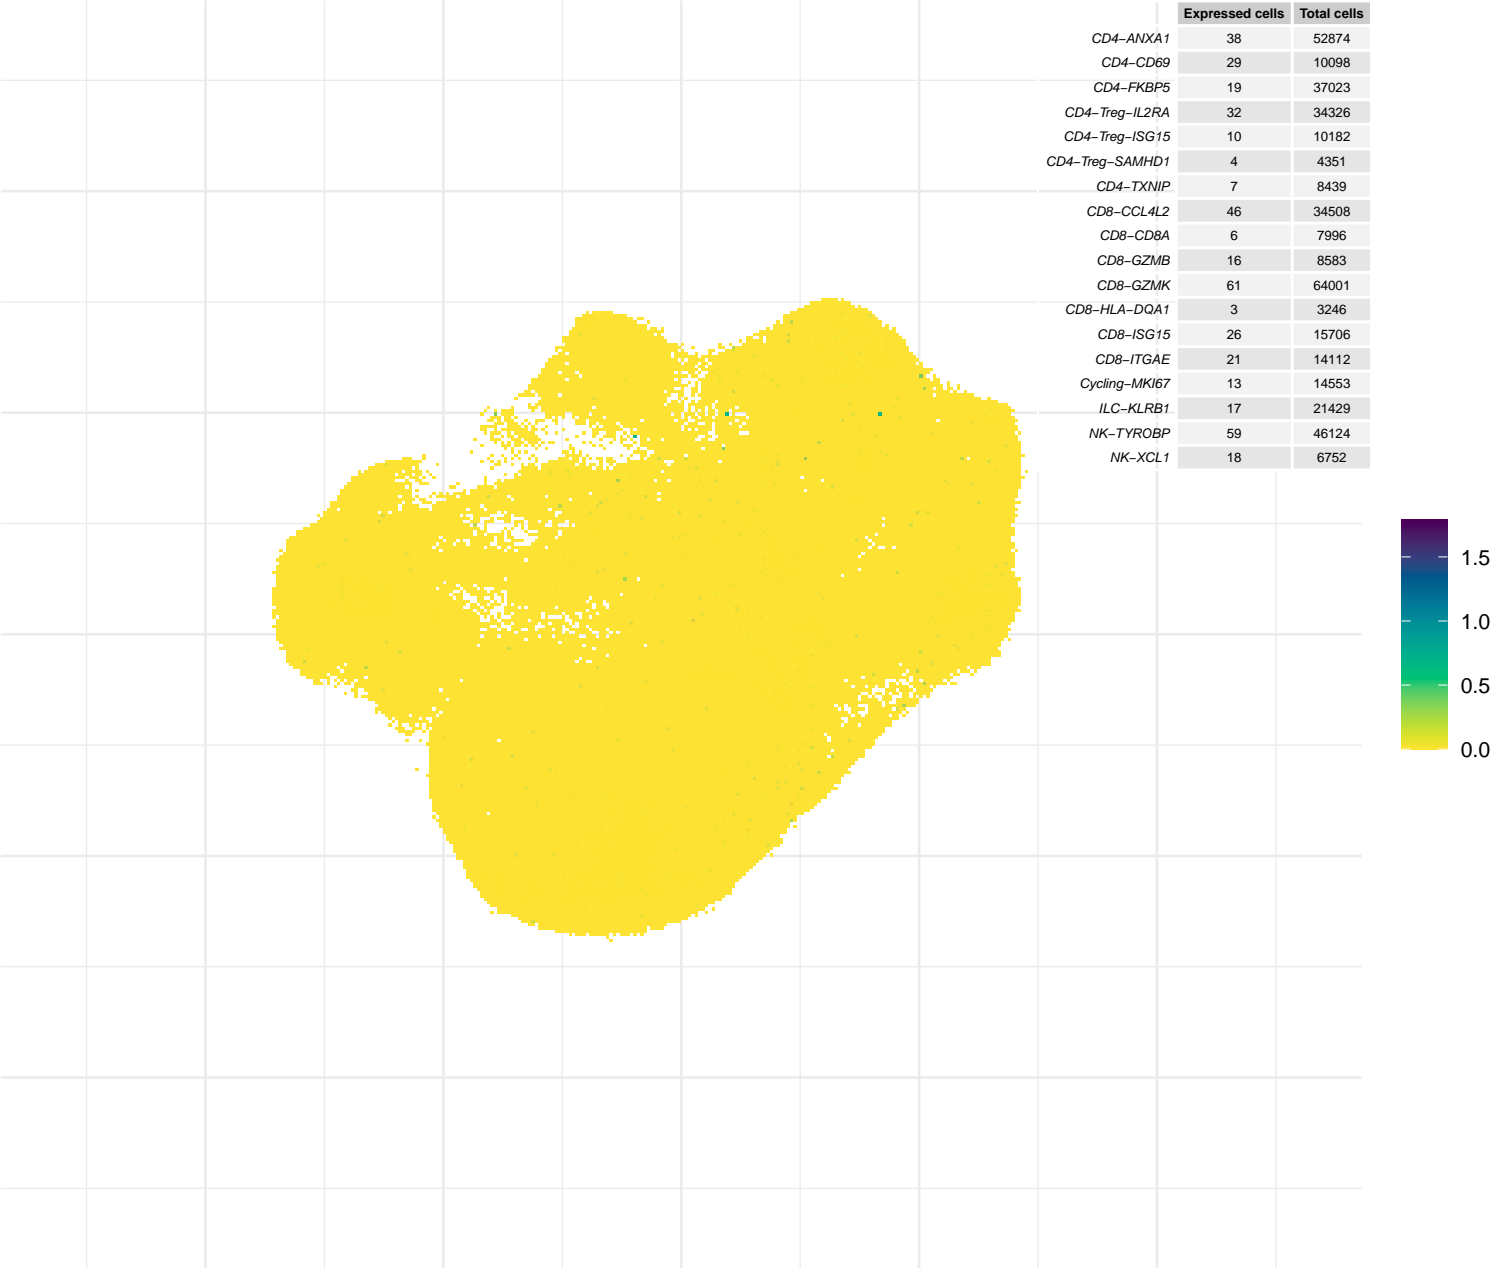 Expressed cells Total cells
CD4−ANXA1 38 52874
CD4−CD69 29 10098
CD4−FKBP5 19 37023
CD4−Treg−IL2RA 32 34326
CD4−Treg−ISG15 10 10182
CD4−Treg−SAMHD1 4 4351
CD4−TXNIP 7 8439
CD8−CCL4L2 46 34508
CD8−CD8A 6 7996
CD8−GZMB 16 8583
CD8−GZMK 61 64001
CD8−HLA−DQA1 3 3246
CD8−ISG15 26 15706
CD8−ITGAE 21 14112
Cycling−MKI67 13 14553
ILC−KLRB1 17 21429
NK−TYROBP 59 46124
NK−XCL1 18 6752
1.5
1.0
0.5
0.0